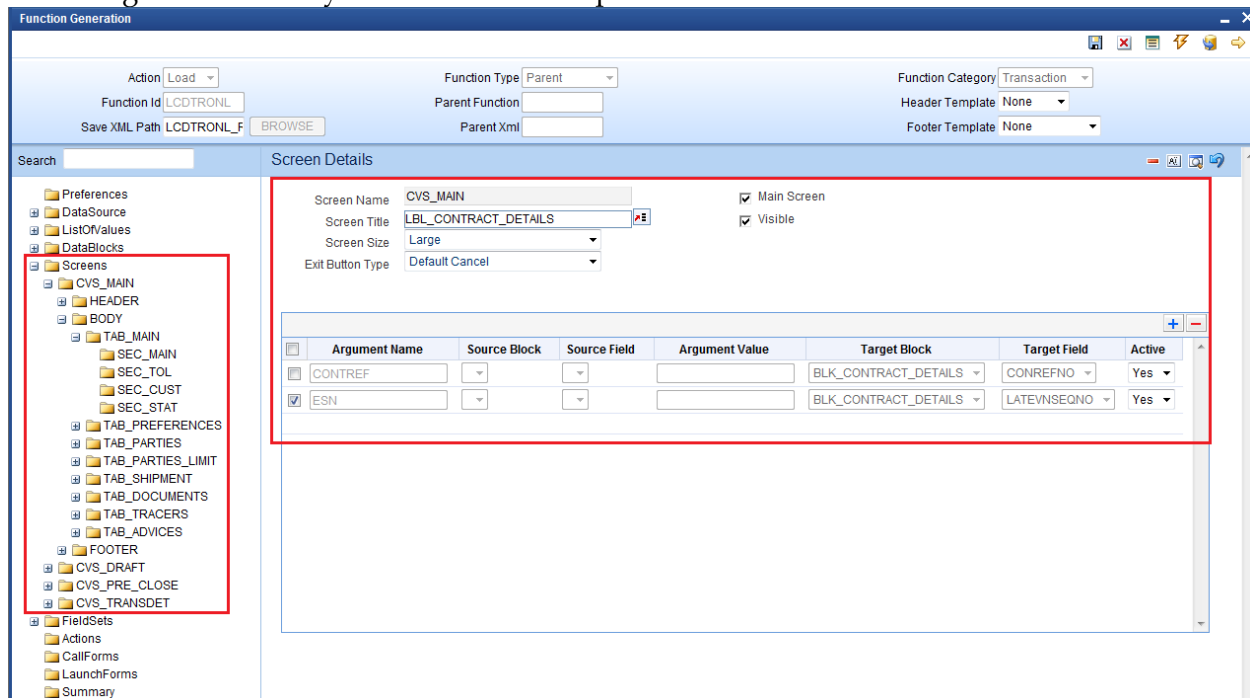 Function Generation
Action Load Function Type Parent Function Category Transaction
Function Id LCDTRONL Parent Function Header Template None
Save XML Path LCDTRONL_F BROWSE Parent Xml Footer Template None
Search Screen Details
Preferences
DataSource
ListOfValues
DataBlocks
Screens
CVS_MAIN
HEADER
BODY
TAB_MAIN
SEC_MAIN
SEC_TOL
SEC_CUST
SEC_STAT
TAB_PREFERENCES
TAB_PARTIES
TAB_PARTIES_LIMIT
TAB_SHIPMENT
TAB_DOCUMENTS
TAB_TRACERS
TAB_ADVICES
FOOTER
CVS_DRAFT
CVS_PRE_CLOSE
CVS_TRANSDET
FieldSets
Actions
CallForms
LaunchForms
Summary
Screen Name CVS_MAIN Main Screen
Screen Title LBL_CONTRACT_DETAILS Visible
Screen Size Large
Exit Button Type Default Cancel
Argument Name Source Block Source Field Argument Value Target Block Target Field Active
CONTREF BLK_CONTRACT_DETAILS CONREFNO Yes
ESN BLK_CONTRACT_DETAILS LATEVNSEQNO Yes